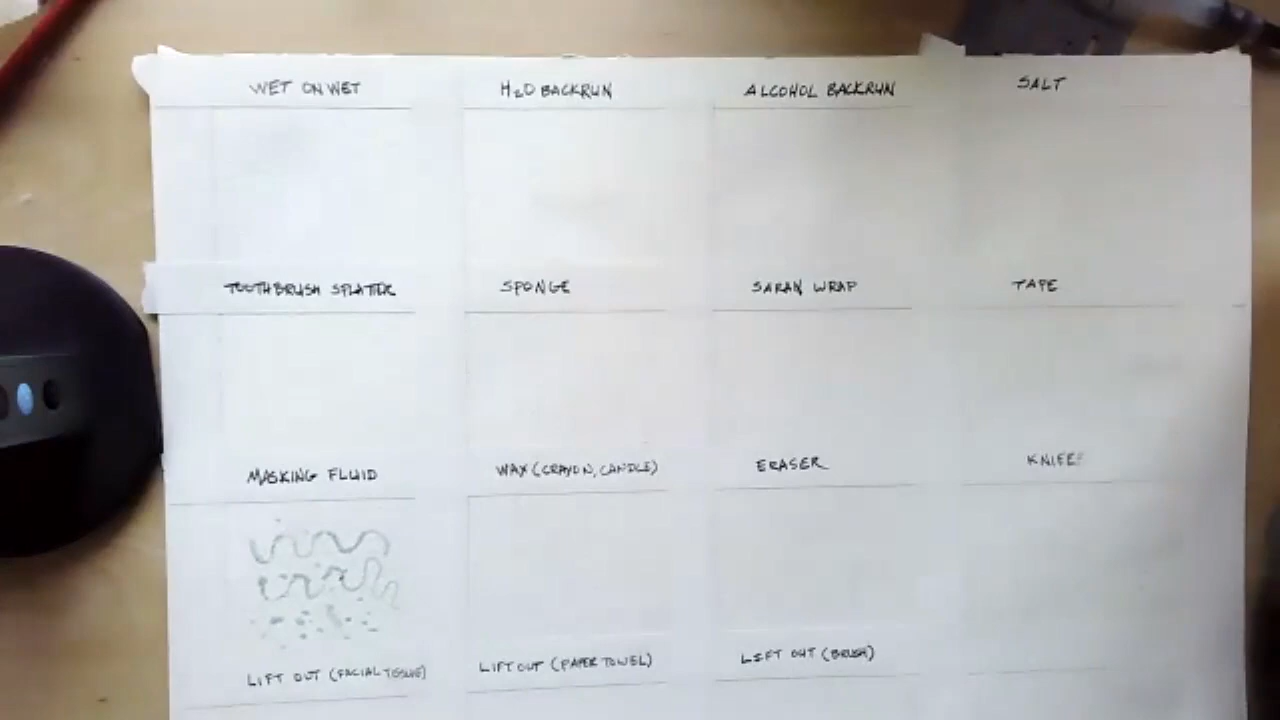 WET ON WET
H2O BACKRUN
ALCOHOL BACKRUN
SALT
TOOTHBRUSH SPLATTER
SPONGE
SARAN WRAP
TAPE
MASKING FLUID
WAX (CRAYON, CANDLE)
ERASER
KNIFE
LIFT OUT (FACIAL TISSUE)
LIFT OUT (PAPER TOWEL)
LIFT OUT (BRUSH)